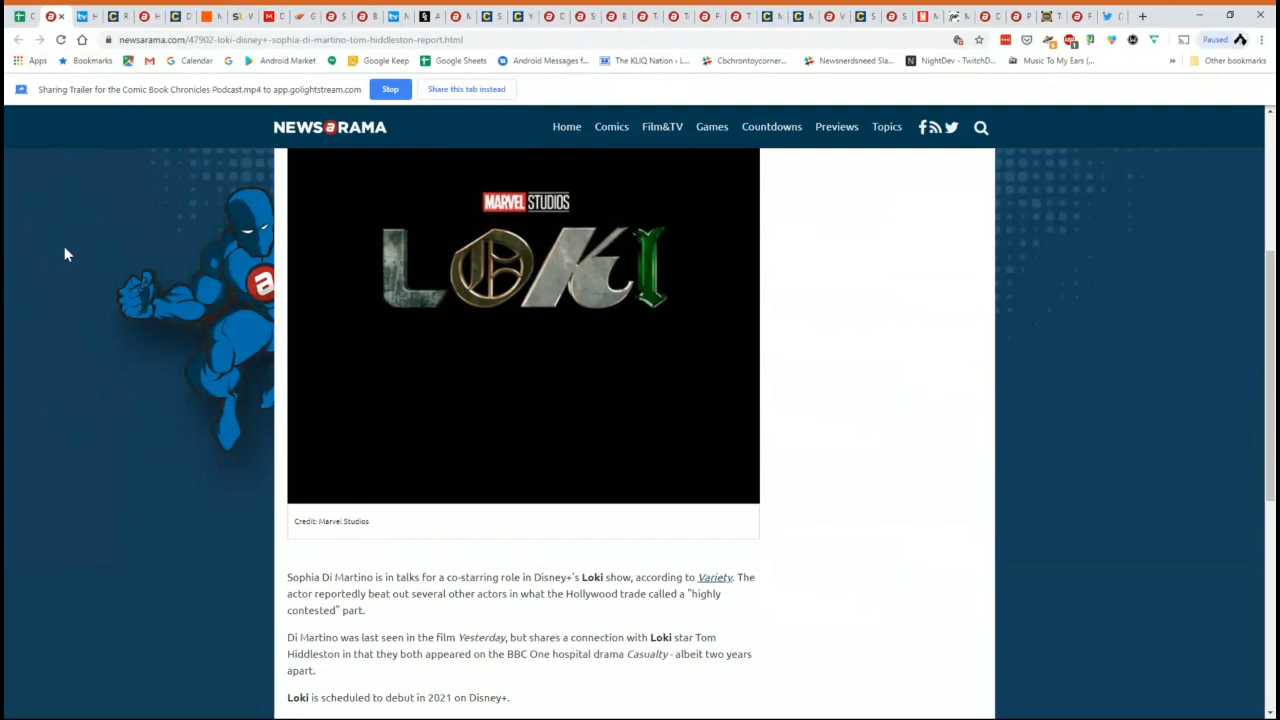 newsarama.com/47902-loki-disney+-sophia-di-martino-tom-hiddleston-report.html
Paused
Apps
Bookmarks
Calendar
Android Market
Google Keep
Google Sheets
Android Messages f...
The KLIQ Nation › L...
Cbchrontoycorner...
Newsnerdsneed Sla...
NightDev - TwitchD...
Music To My Ears (...
»
Other bookmarks
Sharing Trailer for the Comic Book Chronicles Podcast.mp4 to app.golightstream.com
Stop
Share this tab instead
NEWSaRAMA
Home
Comics
Film&TV
Games
Countdowns
Previews
Topics
a
MARVEL STUDIOS
LOKI
Credit: Marvel Studios
Sophia Di Martino is in talks for a co-starring role in Disney+'s Loki show, according to Variety. The
actor reportedly beat out several other actors in what the Hollywood trade called a "highly
contested" part.
Di Martino was last seen in the film Yesterday, but shares a connection with Loki star Tom
Hiddleston in that they both appeared on the BBC One hospital drama Casualty - albeit two years
apart.
Loki is scheduled to debut in 2021 on Disney+.